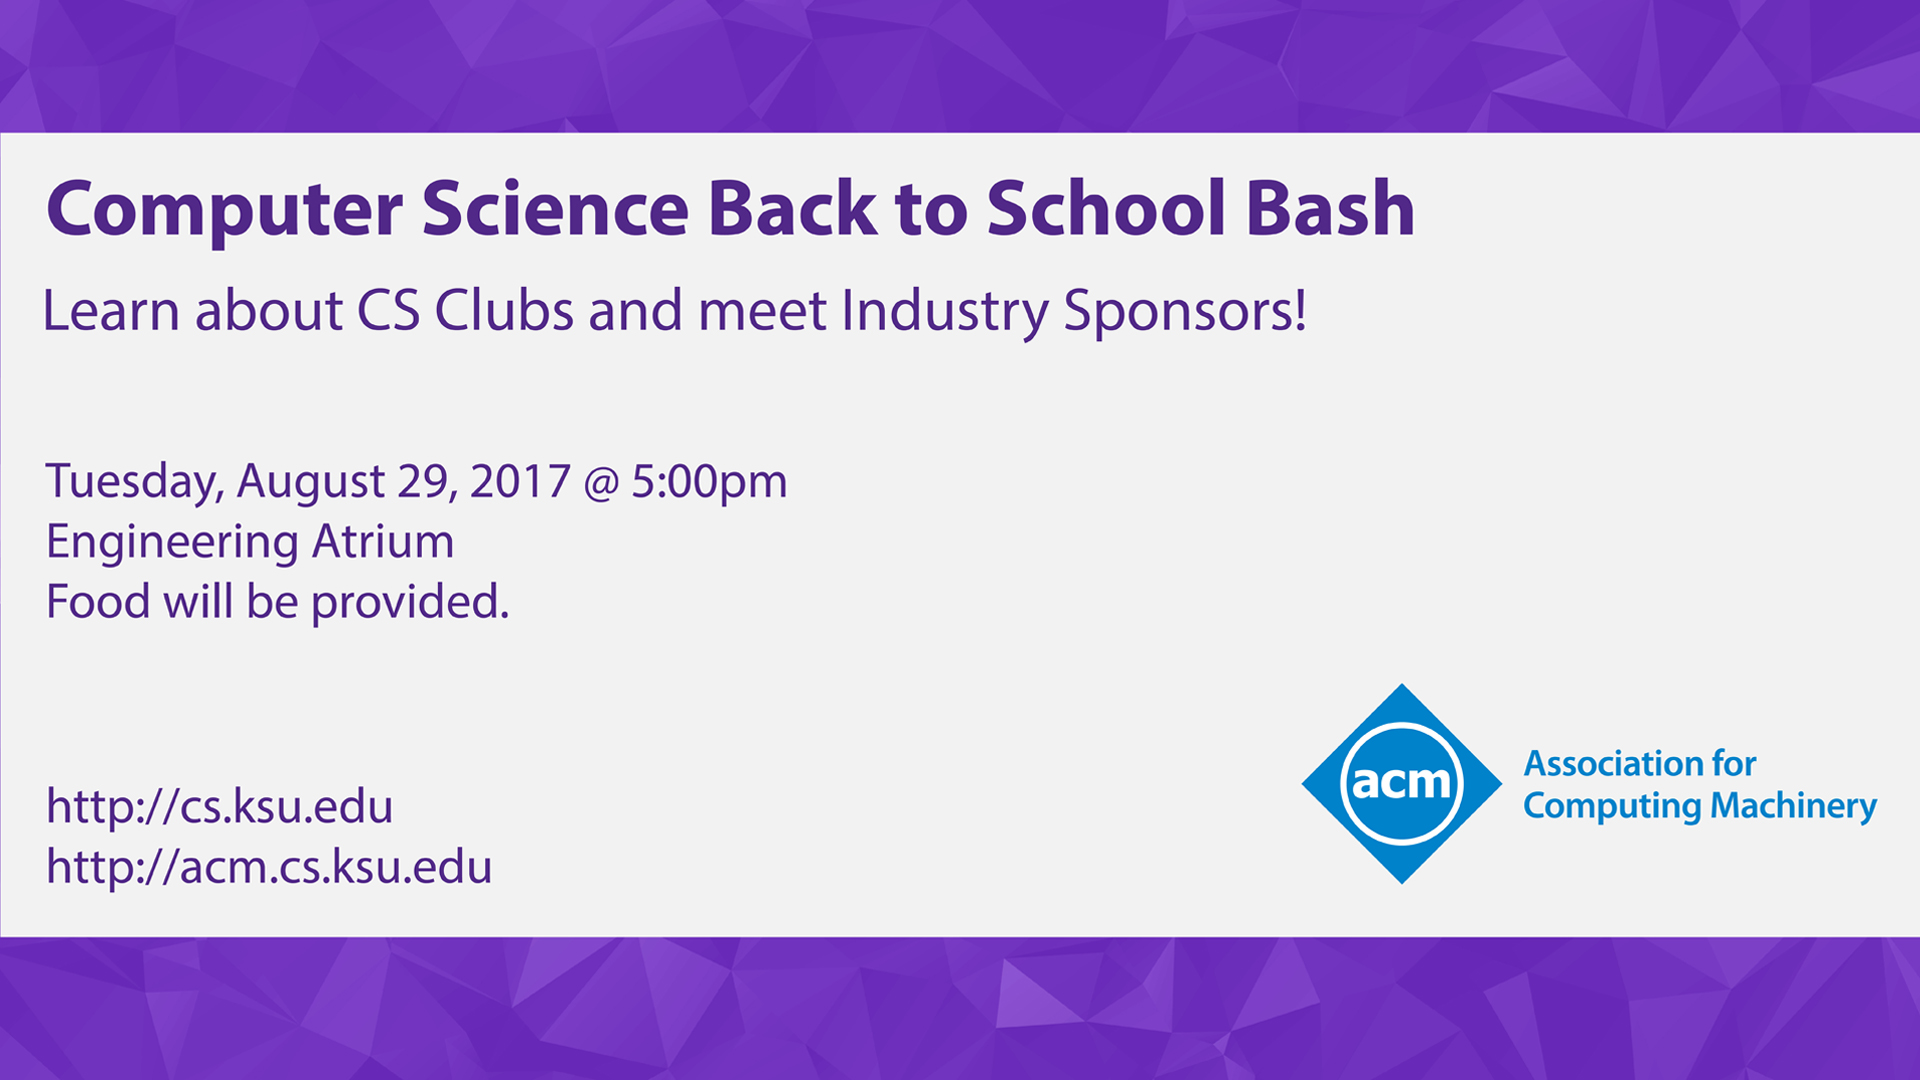 Computer Science Back to School Bash
Learn about CS Clubs and meet Industry Sponsors!
Tuesday, August 29, 2017 @ 5:00pm
Engineering Atrium
Food will be provided.
http://cs.ksu.edu
http://acm.cs.ksu.edu
acm
Association for
Computing Machinery